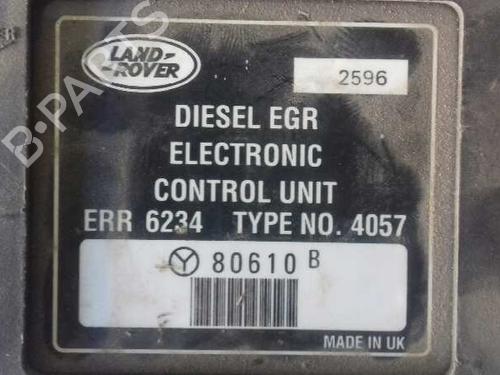 LAND-
-ROVER
2596
DIESEL EGR
ELECTRONIC
CONTROL UNIT
ERR 6234 TYPE NO. 4057
Y 80610 B
MADE IN UK
B-PARTS